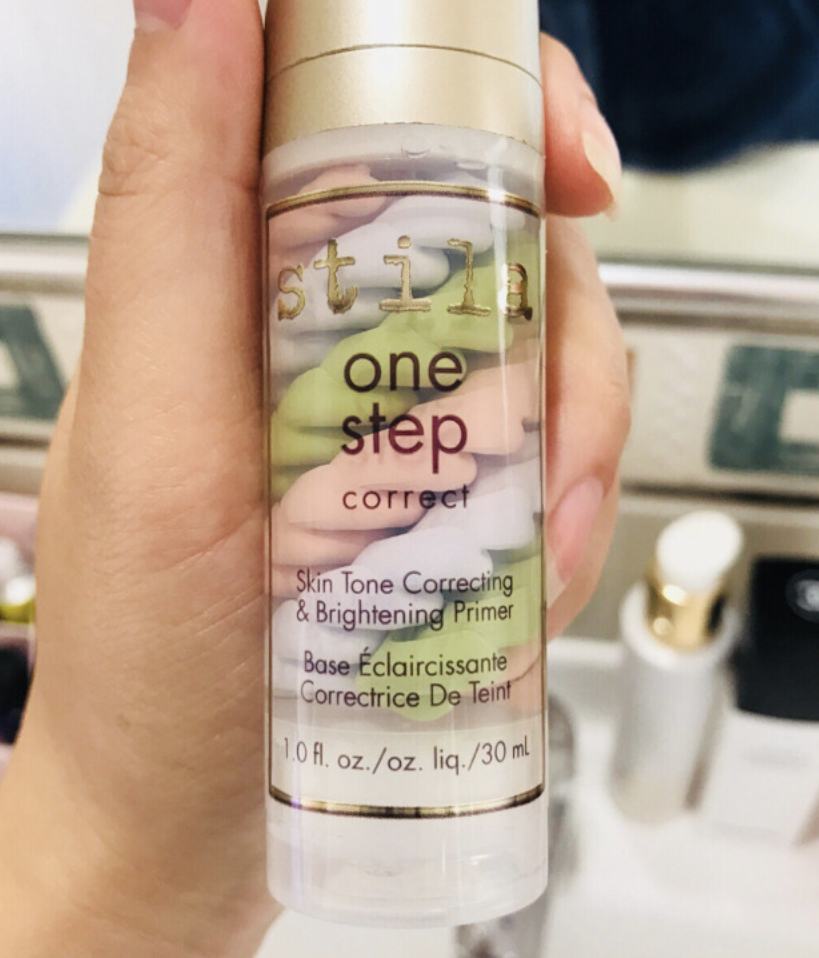 stila
one
step
correct
Skin Tone Correcting
& Brightening Primer
Base Éclaircissante
Correctrice De Teint
1.0 fl. oz./oz. liq./30 mL